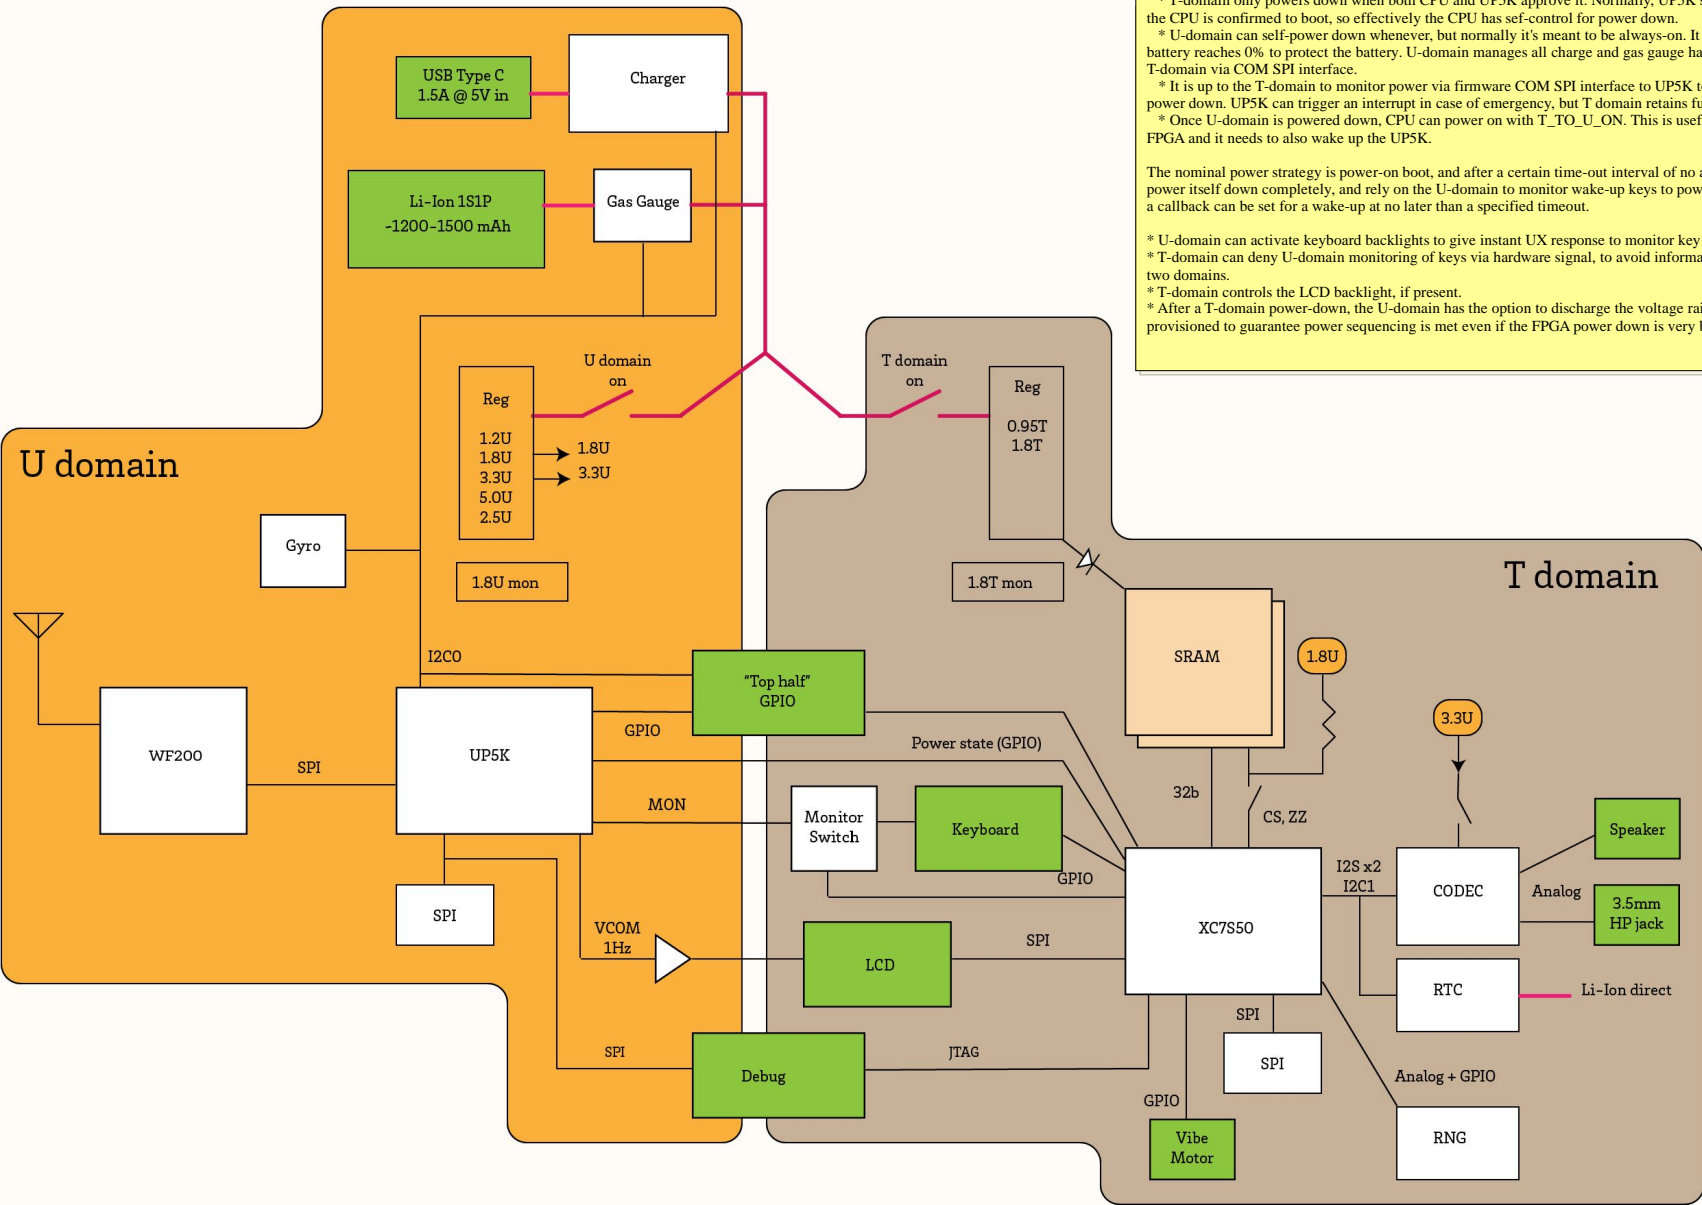 USB Type C
1.5A @ 5V in
Charger
Li-Ion 1S1P
~1200-1500 mAh
Gas Gauge
* T-domain only powers down when both CPU and UP5K approve it. Normally, UP5K
the CPU is confirmed to boot, so effectively the CPU has sef-control for power down.
* U-domain can self-power down whenever, but normally it's meant to be always-on. It
battery reaches 0% to protect the battery. U-domain manages all charge and gas gauge
T-domain via COM SPI interface.
* It is up to the T-domain to monitor power via firmware COM SPI interface to UP5K
power down. UP5K can trigger an interrupt in case of emergency, but T domain retains
* Once U-domain is powered down, CPU can power on with T_TO_U_ON. This is
FPGA and it needs to also wake up the UP5K.
The nominal power strategy is power-on boot, and after a certain time-out interval of no
power itself down completely, and rely on the U-domain to monitor wake-up keys to
a callback can be set for a wake-up at no later than a specified timeout.
* U-domain can activate keyboard backlights to give instant UX response to monitor key
* T-domain can deny U-domain monitoring of keys via hardware signal, to avoid
two domains.
* T-domain controls the LCD backlight, if present.
* After a T-domain power-down, the U-domain has the option to discharge the voltage
provisioned to guarantee power sequencing is met even if the FPGA power down is very
U domain
on
T domain
on
Reg
1.2U
1.8U
3.3U
5.0U
2.5U
1.8U
3.3U
Reg
0.95T
1.8T
U domain
T domain
Gyro
1.8U mon
1.8T mon
I2C0
"Top half"
GPIO
SRAM
1.8U
3.3U
GPIO
Power state (GPIO)
WF200
SPI
UP5K
MON
Monitor
Switch
Keyboard
GPIO
32b
CS, ZZ
Speaker
I2S x2
I2C1
CODEC
Analog
3.5mm
HP jack
SPI
VCOM
1Hz
LCD
SPI
XC7S50
RTC
Li-Ion direct
SPI
Debug
JTAG
SPI
SPI
Analog + GPIO
GPIO
Vibe
Motor
RNG